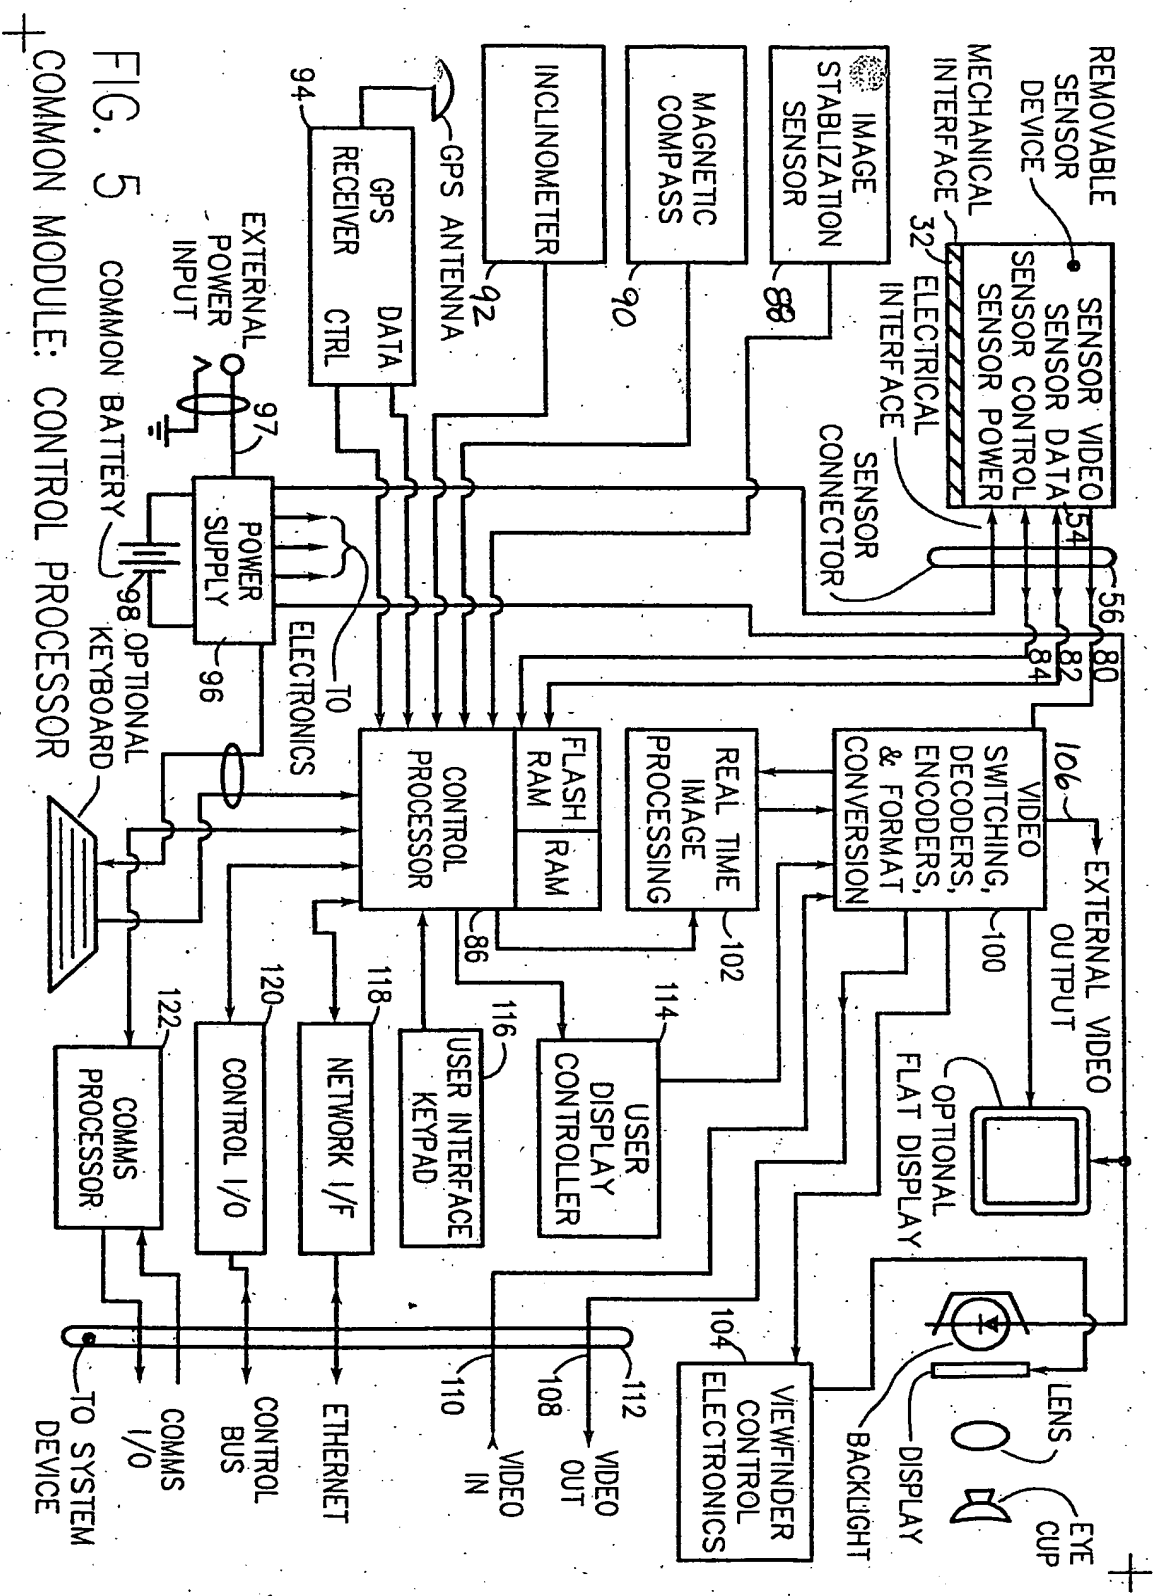 REMOVABLE
SENSOR
DEVICE
MECHANICAL
INTERFACE
32
SENSOR VIDEO
SENSOR DATA
SENSOR CONTROL
SENSOR POWER
54
ELECTRICAL
INTERFACE
SENSOR
CONNECTOR
56
80
82
84
IMAGE
STABLIZATION
SENSOR
88
MAGNETIC
COMPASS
90
INCLINOMETER
92
GPS ANTENNA
94
GPS
RECEIVER
DATA
CTRL
EXTERNAL
POWER
INPUT
97
POWER
SUPPLY
96
TO
ELECTRONICS
COMMON BATTERY
98
OPTIONAL
KEYBOARD
106
EXTERNAL VIDEO
OUTPUT
VIDEO
SWITCHING,
DECODERS,
ENCODERS,
& FORMAT
CONVERSION
100
REAL TIME
IMAGE
PROCESSING
102
FLASH
RAM
RAM
CONTROL
PROCESSOR
86
OPTIONAL
FLAT DISPLAY
114
USER
DISPLAY
CONTROLLER
116
USER INTERFACE
KEYPAD
118
NETWORK I/F
120
CONTROL I/O
122
COMMS
PROCESSOR
LENS
EYE
CUP
DISPLAY
BACKLIGHT
104
VIEWFINDER
CONTROL
ELECTRONICS
112
108
110
VIDEO
OUT
VIDEO
IN
ETHERNET
CONTROL
BUS
COMMS
I/O
TO SYSTEM
DEVICE
FIG. 5
COMMON MODULE: CONTROL PROCESSOR